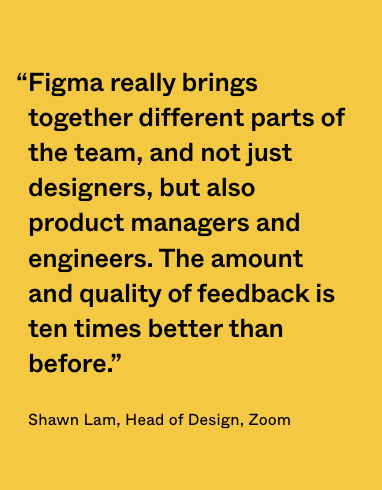 “Figma really brings
together different parts of
the team, and not just
designers, but also
product managers and
engineers. The amount
and quality of feedback is
ten times better than
before.”
Shawn Lam, Head of Design, Zoom